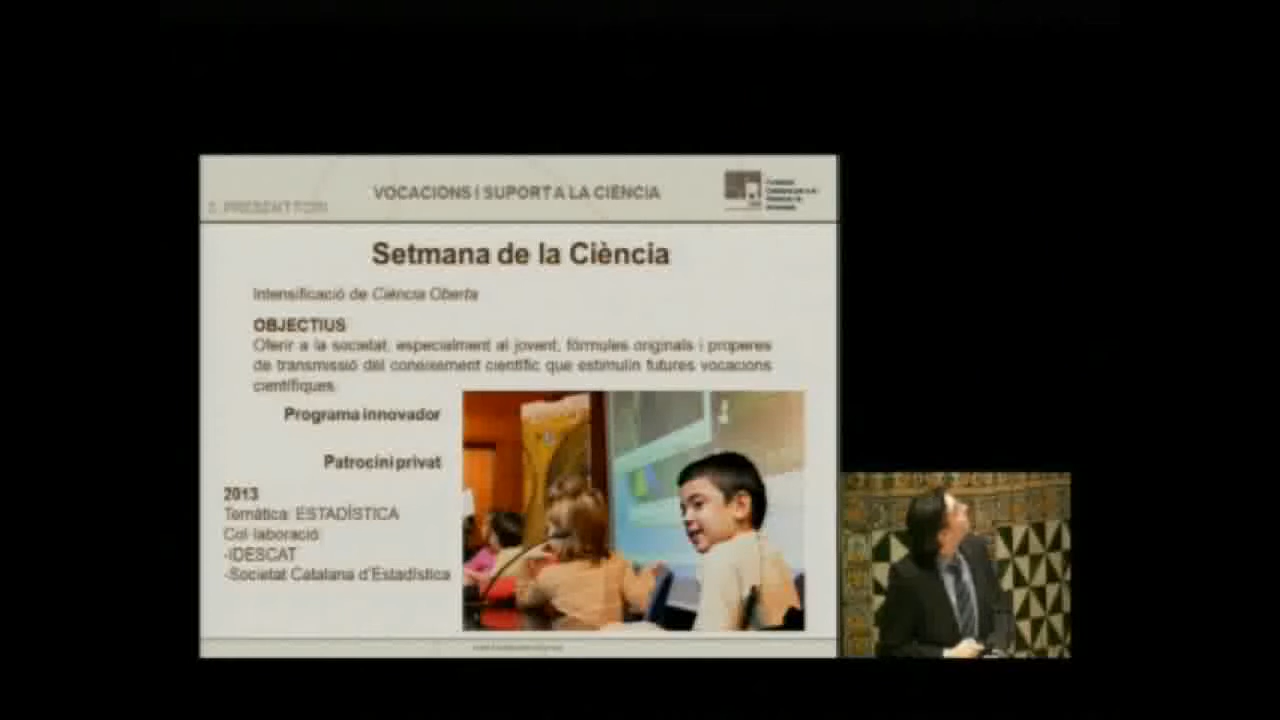 VOCACIONS I SUPORT A LA CIÈNCIA
Setmana de la Ciència
Intensificació de Ciència Oberta
OBJECTIUS
Oferir a la societat, especialment al jovent, fórmules originals i properes
de transmissió del coneixement científic que estimulin futures vocacions
científiques.
Programa innovador
Patrocini privat
2013
Temàtica: ESTADÍSTICA
Col·laboració
-IDESCAT
-Societat Catalana d'Estadística